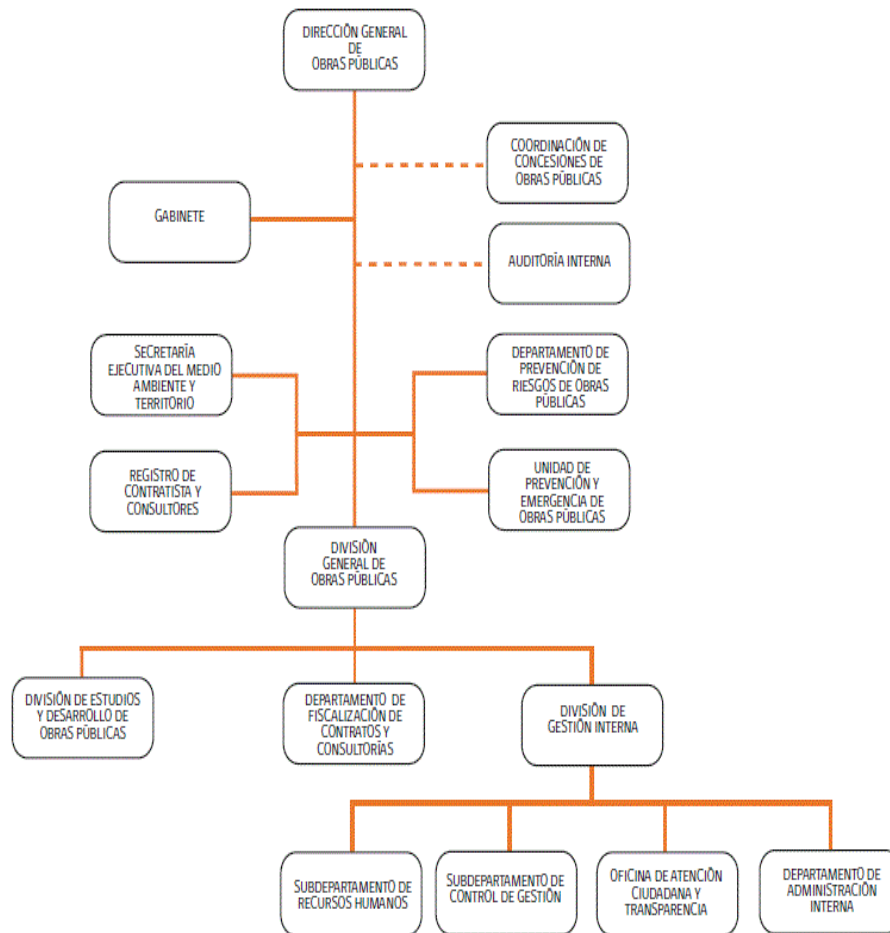 DIRECCIÓN GENERAL
DE
OBRAS PÚBLICAS
COORDINACIÓN DE
CONCESIONES DE
OBRAS PÚBLICAS
GABINETE
AUDITORÍA INTERNA
SECRETARÍA
EJECUTIVA DEL MEDIO
AMBIENTE Y
TERRITORIO
DEPARTAMENTO DE
PREVENCIÓN DE
RIESGOS DE OBRAS
PÚBLICAS
REGISTRO DE
CONTRATISTA Y
CONSULTORES
UNIDAD DE
PREVENCIÓN Y
EMERGENCIA DE
OBRAS PÚBLICAS
DIVISIÓN
GENERAL DE
OBRAS PÚBLICAS
DIVISIÓN DE ESTUDIOS
Y DESARROLLO DE
OBRAS PÚBLICAS
DEPARTAMENTO DE
FISCALIZACIÓN DE
CONTRATOS Y
CONSULTORÍAS
DIVISIÓN DE
GESTIÓN INTERNA
SUBDEPARTAMENTO DE
RECURSOS HUMANOS
SUBDEPARTAMENTO DE
CONTROL DE GESTIÓN
OFICINA DE ATENCIÓN
CIUDADANA Y
TRANSPARENCIA
DEPARTAMENTO DE
ADMINISTRACIÓN
INTERNA